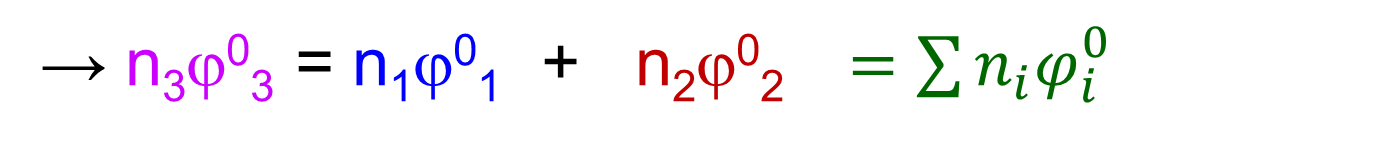 → n₃φ⁰₃ = n₁φ⁰₁ + n₂φ⁰₂ = ∑ nᵢφᵢ⁰